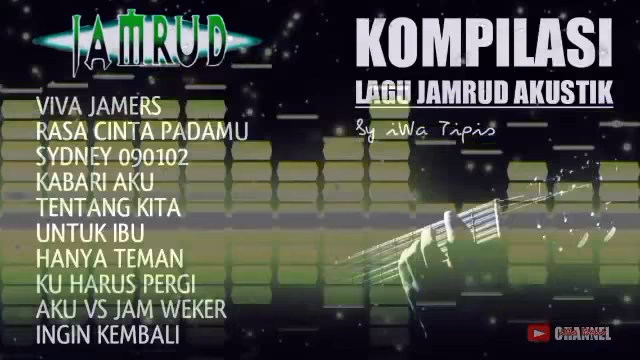 JAMRUD
KOMPILASI
LAGU JAMRUD AKUSTIK
By iWa Tipis
VIVA JAMERS
RASA CINTA PADAMU
SYDNEY 090102
KABARI AKU
TENTANG KITA
UNTUK IBU
HANYA TEMAN
KU HARUS PERGI
AKU VS JAM WEKER
INGIN KEMBALI
CHANNEL